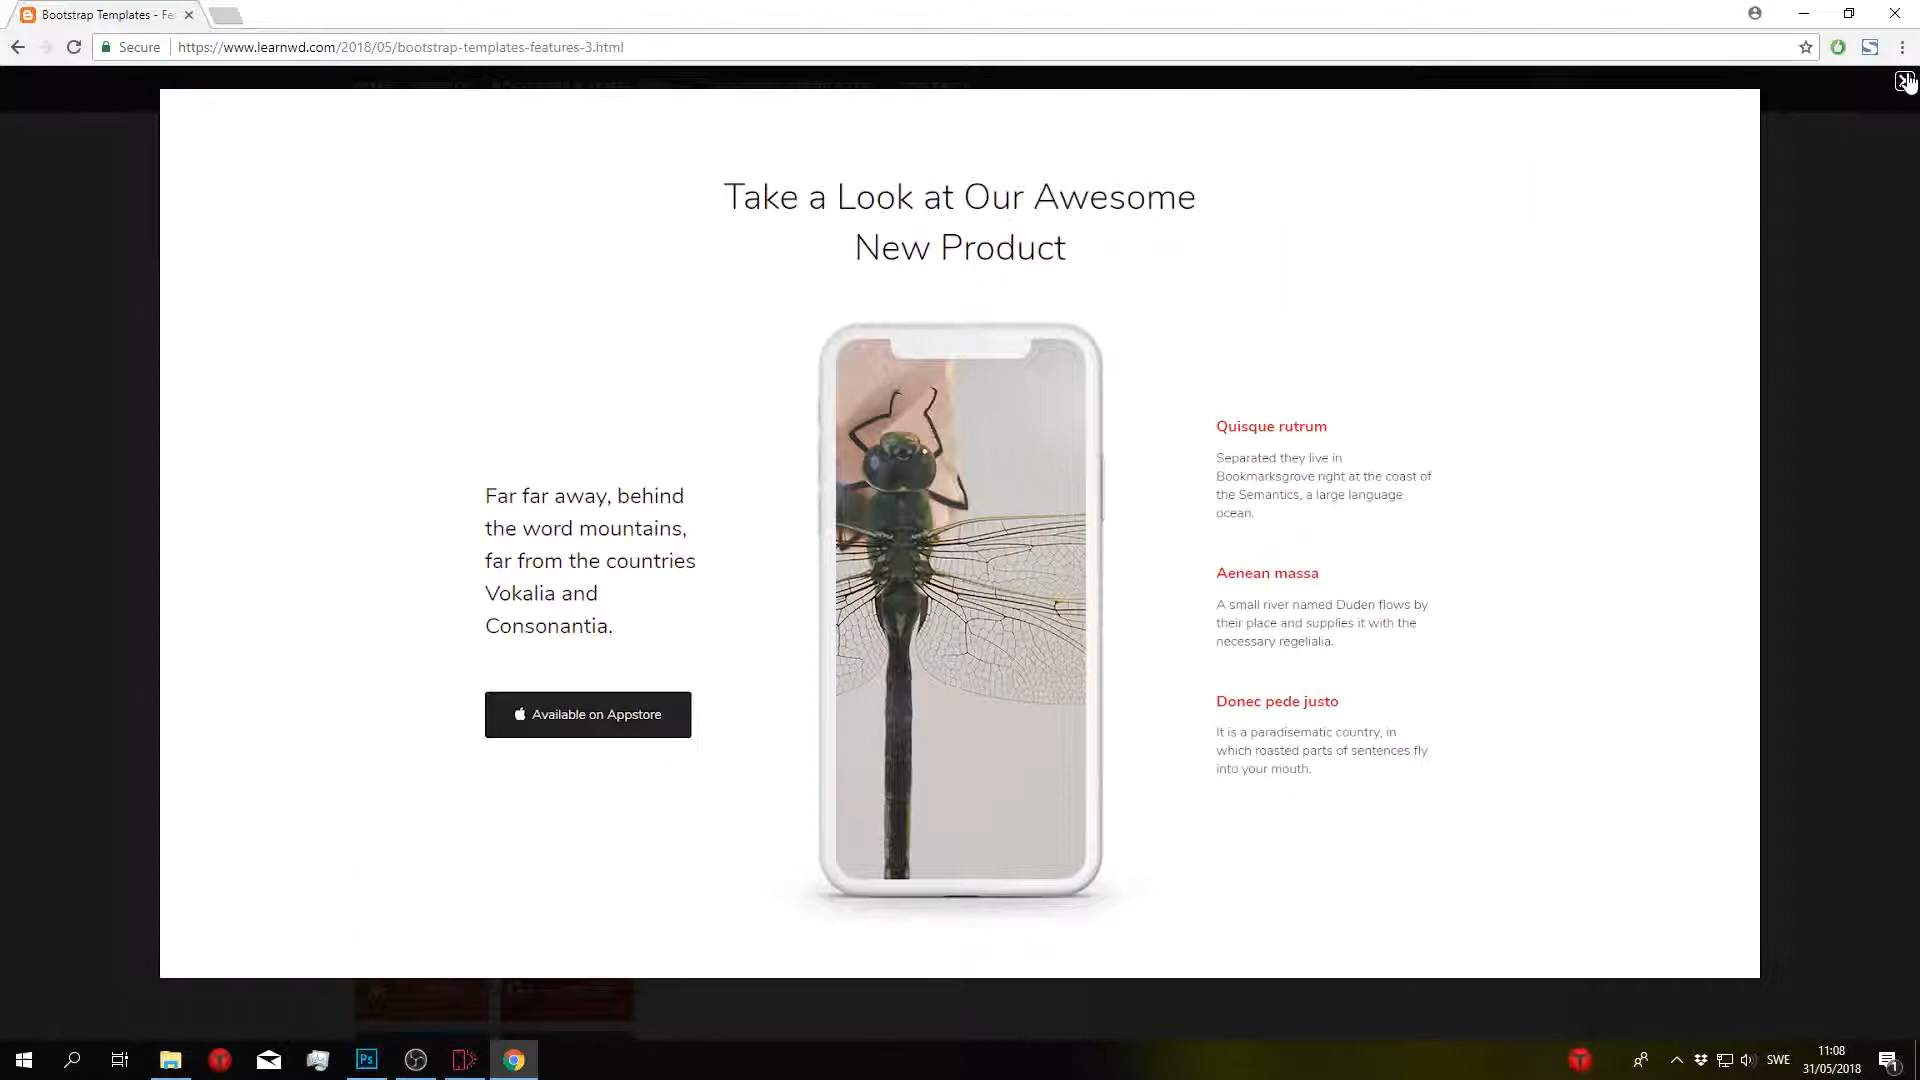 Bootstrap Templates - Fe
Secure
https://www.learnwd.com/2018/05/bootstrap-templates-features-3.html
Take a Look at Our Awesome
New Product
Far far away, behind
the word mountains,
far from the countries
Vokalia and
Consonantia.
Available on Appstore
Quisque rutrum
Separated they live in
Bookmarksgrove right at the coast of
the Semantics, a large language
ocean.
Aenean massa
A small river named Duden flows by
their place and supplies it with the
necessary regelialia.
Donec pede justo
It is a paradisematic country, in
which roasted parts of sentences fly
into your mouth.
Ps
SWE
11:08
31/05/2018
1